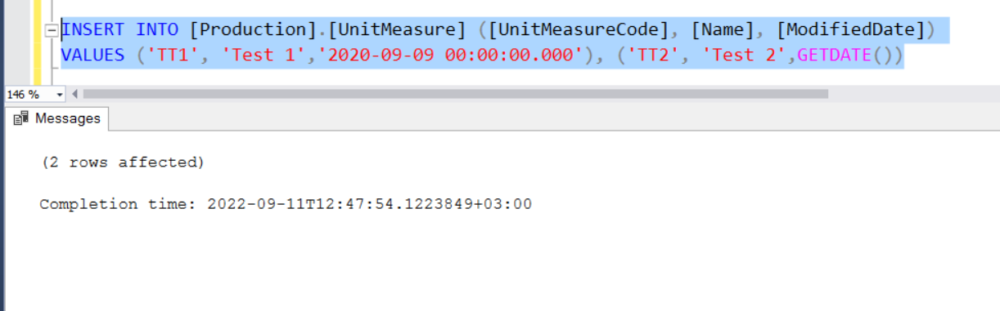 INSERT INTO [Production].[UnitMeasure] ([UnitMeasureCode], [Name], [ModifiedDate])
VALUES ('TT1', 'Test 1','2020-09-09 00:00:00.000'), ('TT2', 'Test 2',GETDATE())
146 %
Messages
(2 rows affected)
Completion time: 2022-09-11T12:47:54.1223849+03:00